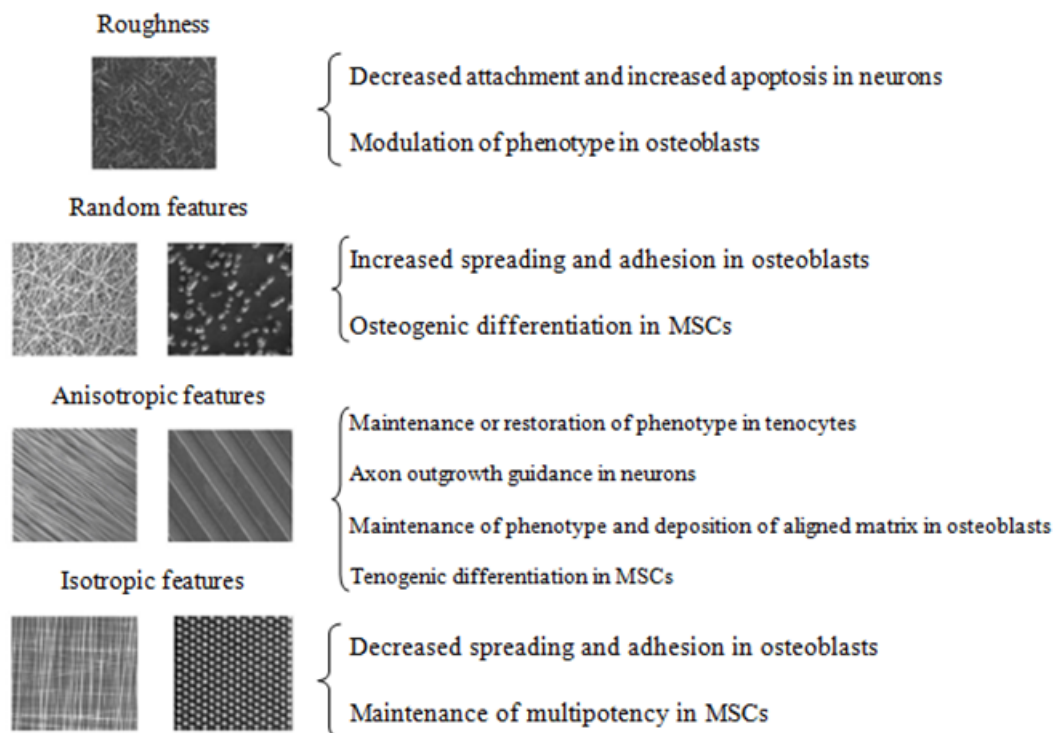 Roughness
Decreased attachment and increased apoptosis in neurons
Modulation of phenotype in osteoblasts
Random features
Increased spreading and adhesion in osteoblasts
Osteogenic differentiation in MSCs
Anisotropic features
Maintenance or restoration of phenotype in tenocytes
Axon outgrowth guidance in neurons
Maintenance of phenotype and deposition of aligned matrix in osteoblasts
Tenogenic differentiation in MSCs
Isotropic features
Decreased spreading and adhesion in osteoblasts
Maintenance of multipotency in MSCs